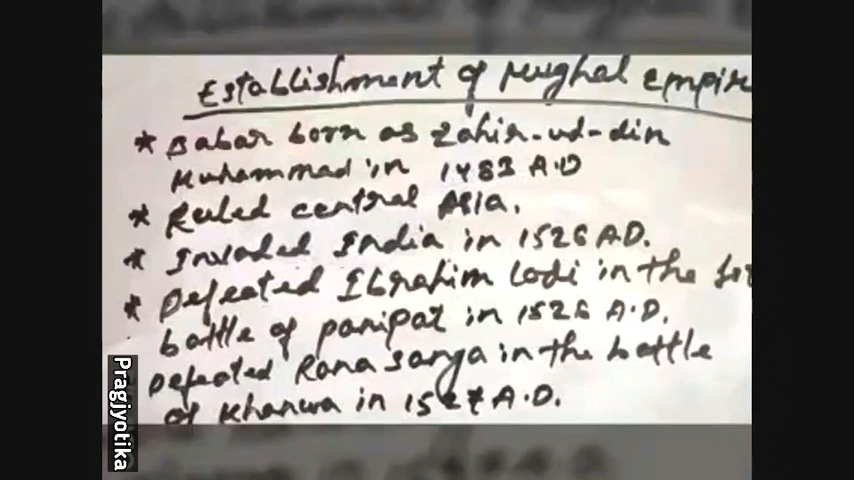 Establishment of Mughal Empire
* Babar born as Zahir-ud-din
Muhammad in 1483 A.D
* Ruled central Asia.
* Invaded India in 1526 A.D.
* Defeated Ibrahim Lodi in the
battle of panipat in 1526 A.D.
Defeated Rana Sanga in the battle
of Khanwa in 1527 A.D.
Pragjyotika